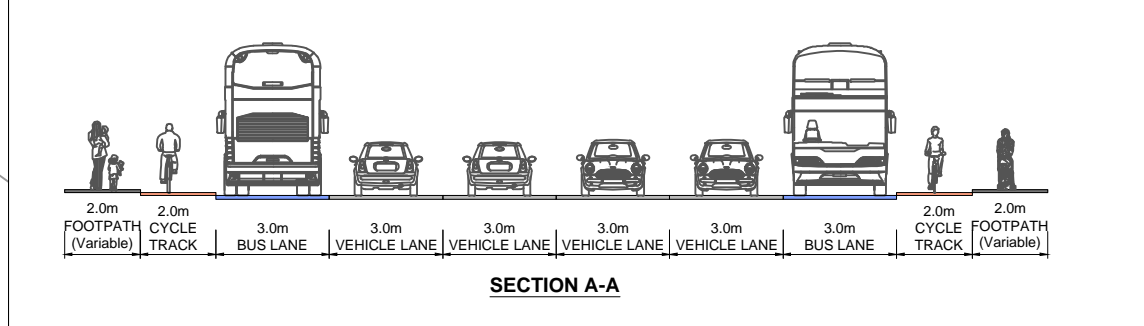 2.0m
FOOTPATH
(Variable)
2.0m
CYCLE
TRACK
3.0m
BUS LANE
3.0m
VEHICLE LANE
3.0m
VEHICLE LANE
3.0m
VEHICLE LANE
3.0m
VEHICLE LANE
3.0m
BUS LANE
2.0m
CYCLE
TRACK
2.0m
FOOTPATH
(Variable)
SECTION A-A